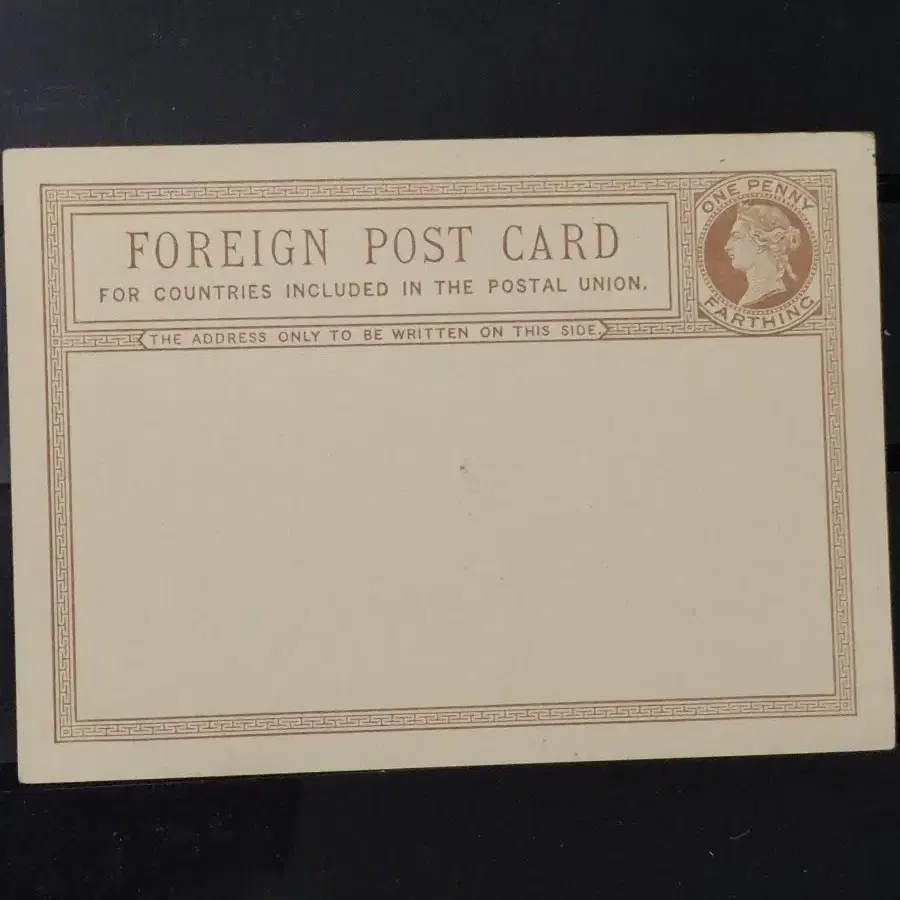 FOREIGN POST CARD
FOR COUNTRIES INCLUDED IN THE POSTAL UNION.
THE ADDRESS ONLY TO BE WRITTEN ON THIS SIDE.
ONE PENNY
FARTHING